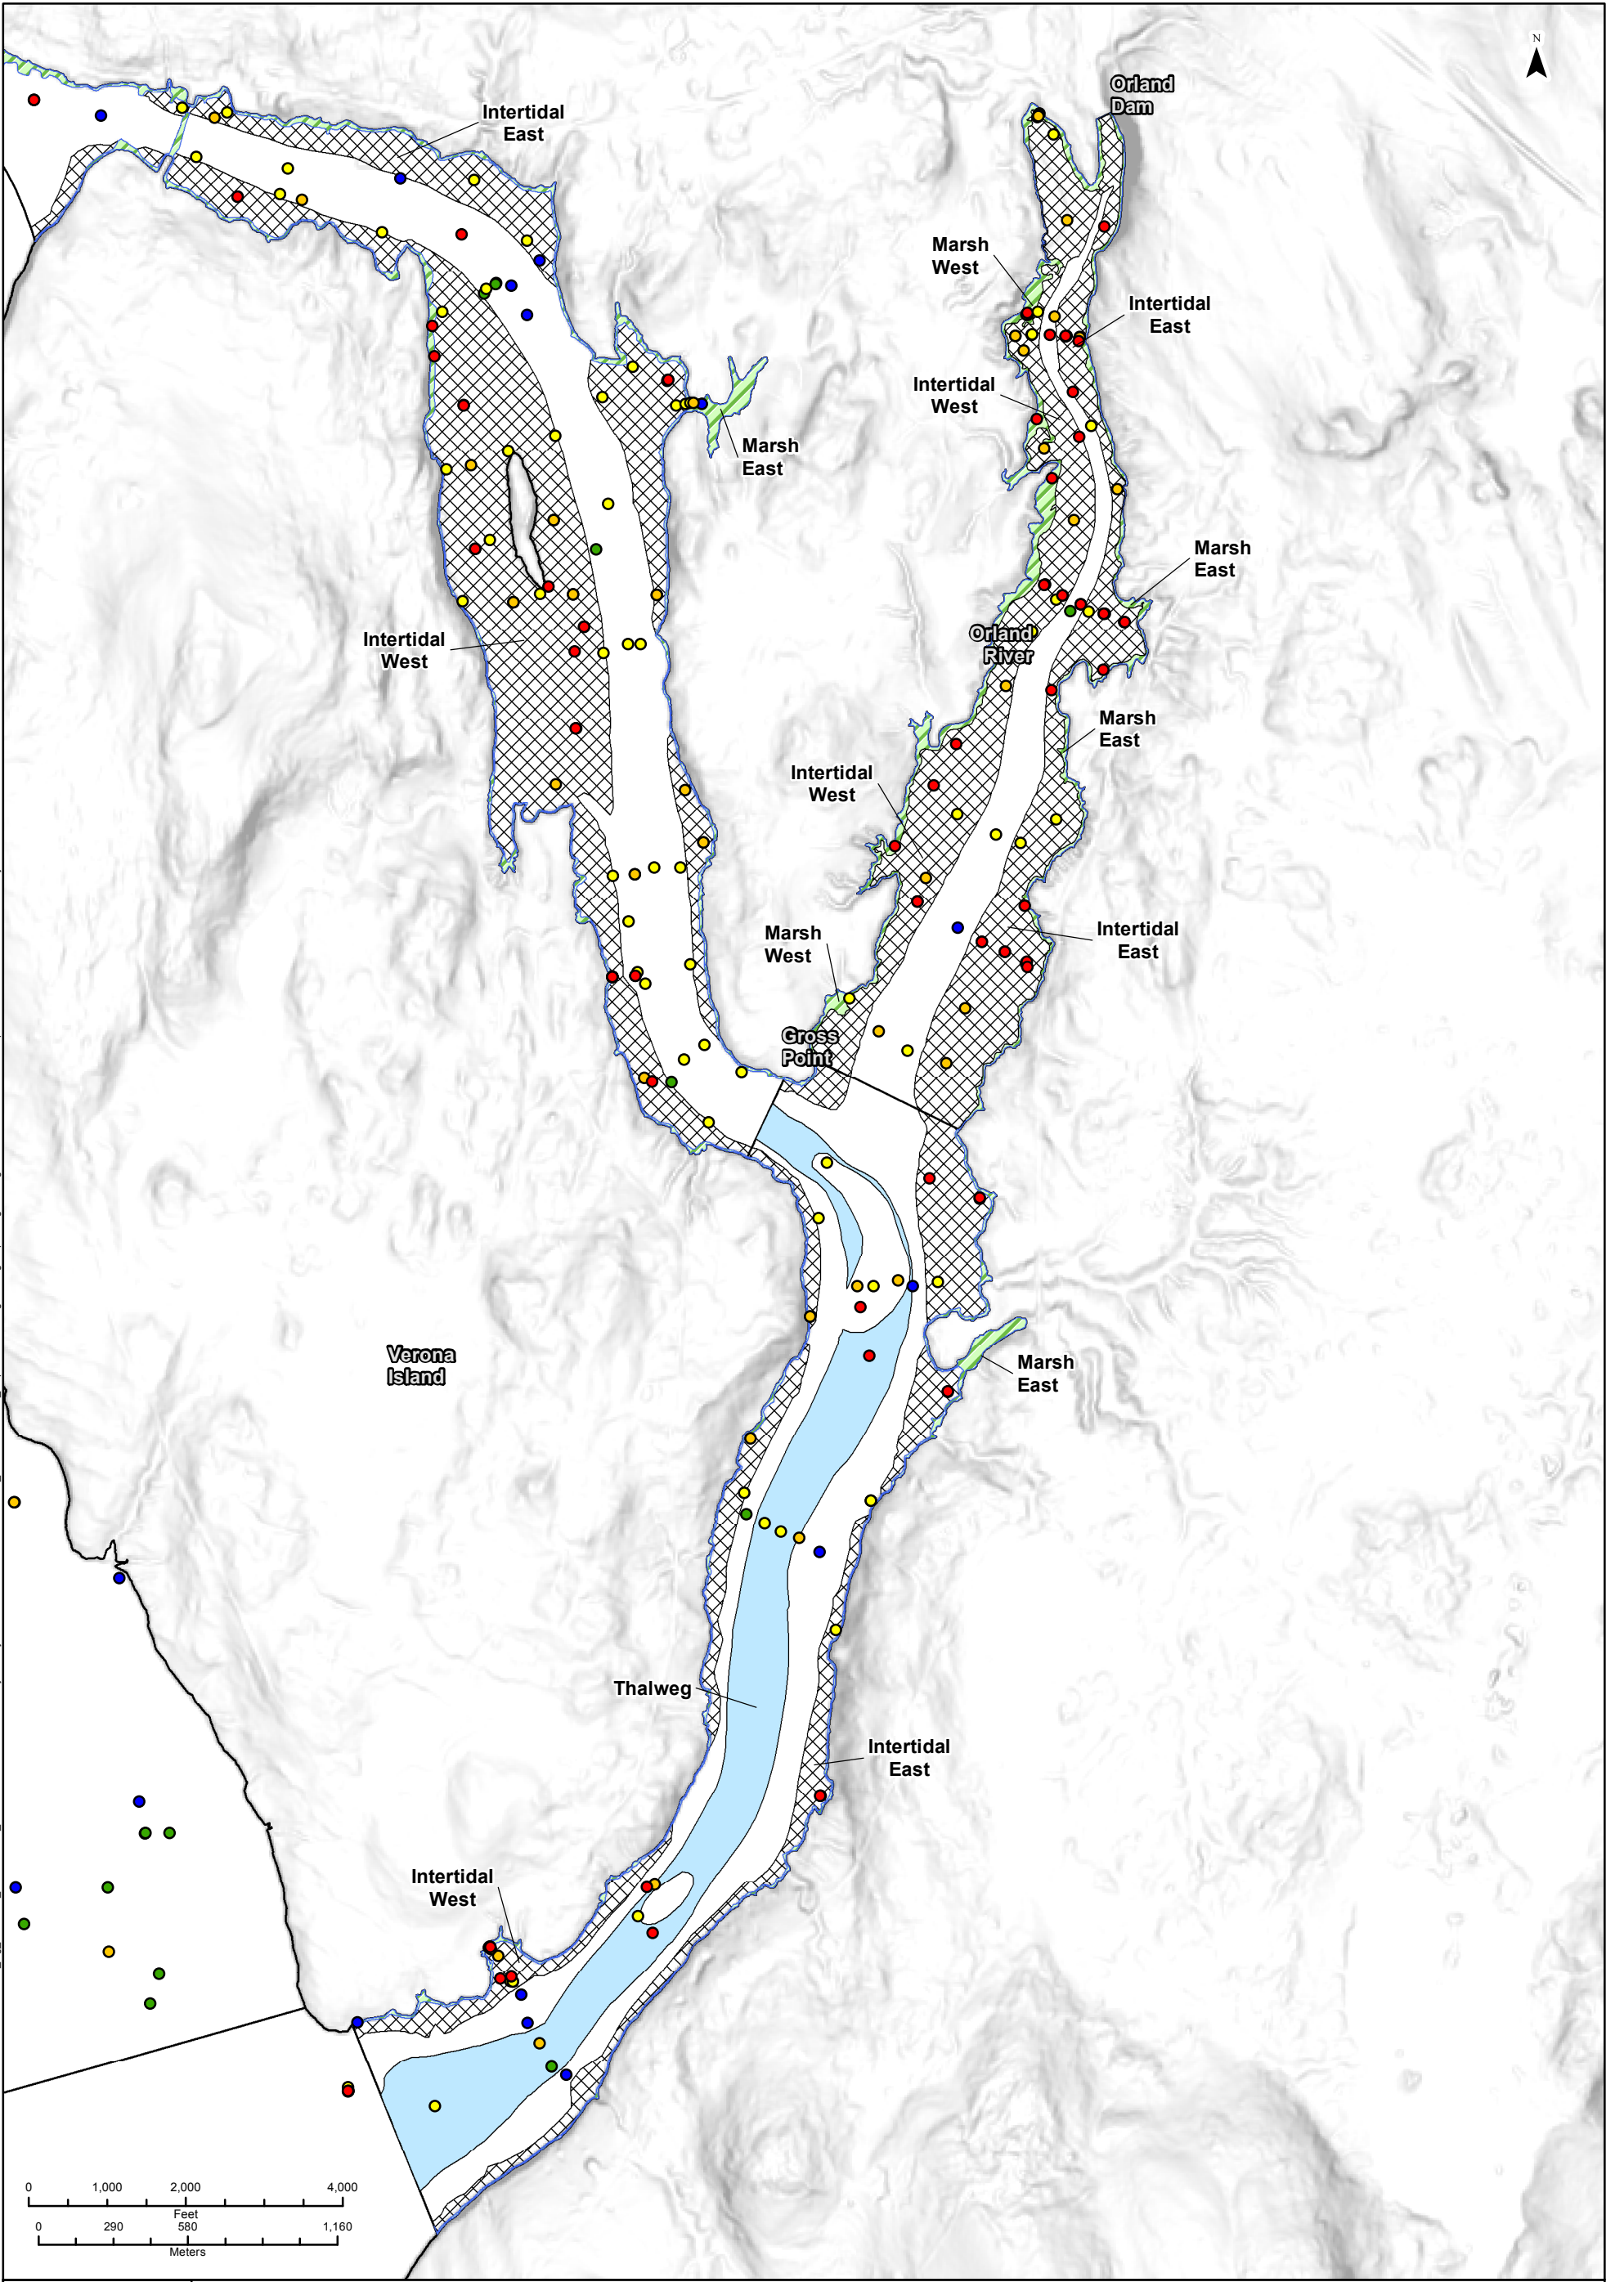 N
Orland
Dam
Intertidal
East
Marsh
West
Intertidal
East
Intertidal
West
Marsh
East
Marsh
East
Intertidal
West
Orland
River
Marsh
East
Intertidal
West
Marsh
West
Intertidal
East
Gross
Point
Verona
Island
Marsh
East
Thalweg
Intertidal
East
Intertidal
West
0 1,000 2,000 4,000
Feet
0 290 580 1,160
Meters